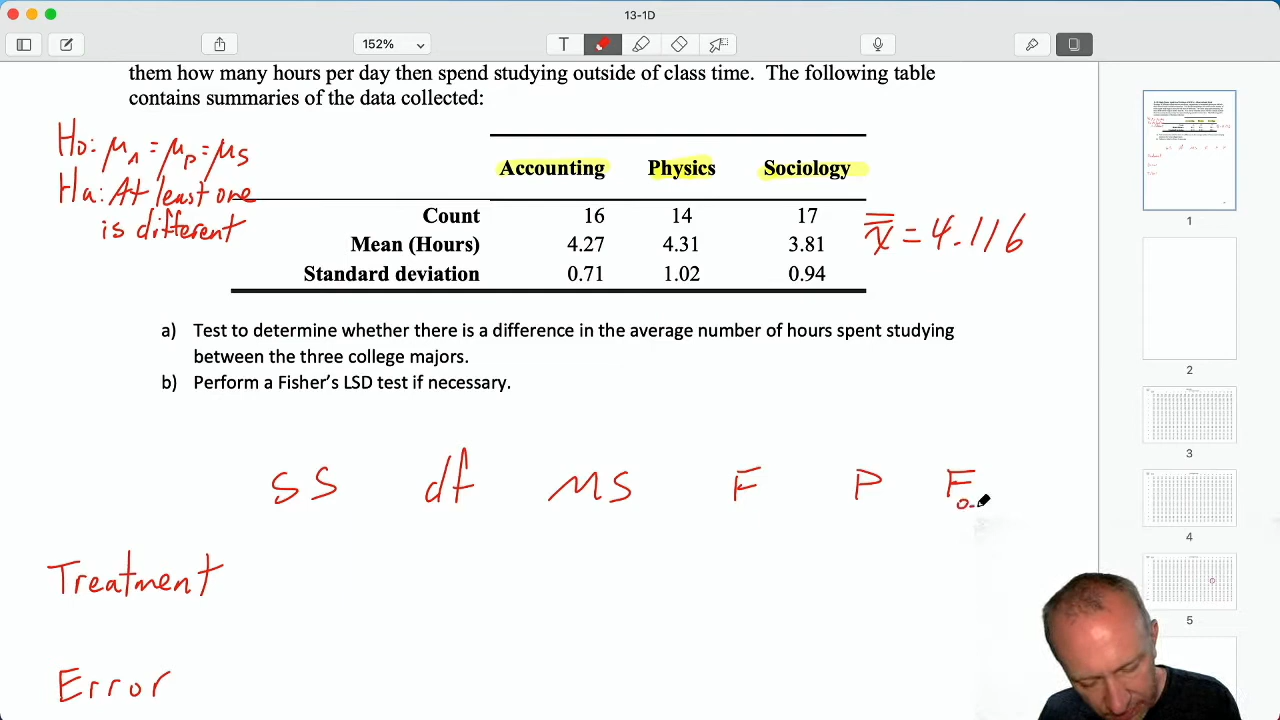 13-1D
152%
T
them how many hours per day then spend studying outside of class time. The following table
contains summaries of the data collected:
H0: μA = μP = μS
Ha: At least one
is different
Accounting Physics Sociology
Count 16 14 17
Mean (Hours) 4.27 4.31 3.81
Standard deviation 0.71 1.02 0.94
x̿ = 4.116
a) Test to determine whether there is a difference in the average number of hours spent studying
between the three college majors.
b) Perform a Fisher's LSD test if necessary.
SS df MS F P F0.
Treatment
Error
1
2
3
4
5